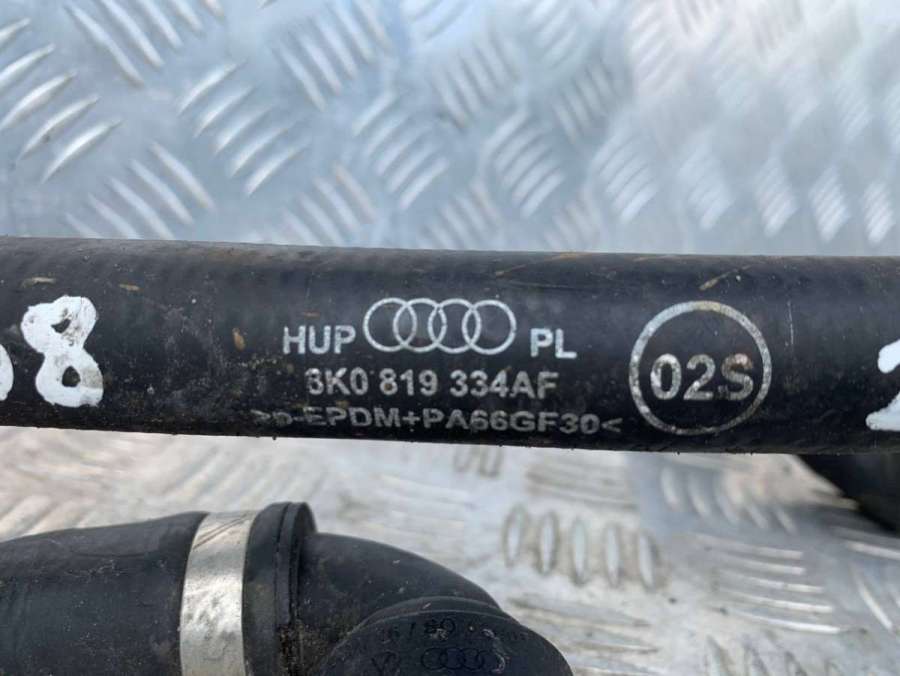 8
HUP PL
8K0 819 334AF
>p-EPDM+PA66GF30<
02S